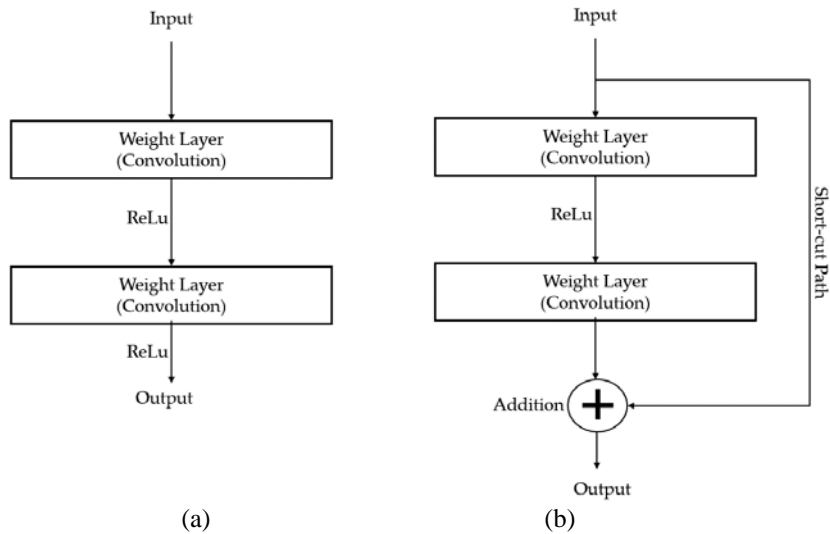 Input
Weight Layer
(Convolution)
ReLu
Weight Layer
(Convolution)
ReLu
Output
(a)
Input
Weight Layer
(Convolution)
ReLu
Weight Layer
(Convolution)
Short-cut Path
Addition
+
Output
(b)